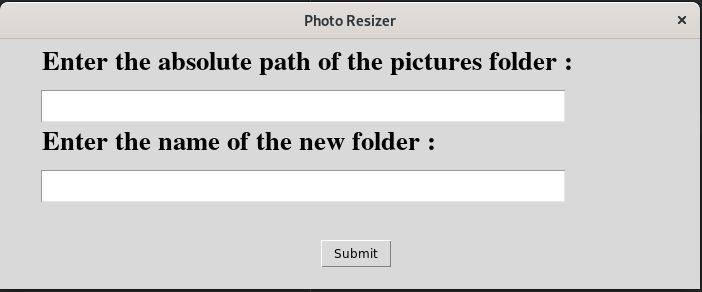 Photo Resizer
Enter the absolute path of the pictures folder :
Enter the name of the new folder :
Submit